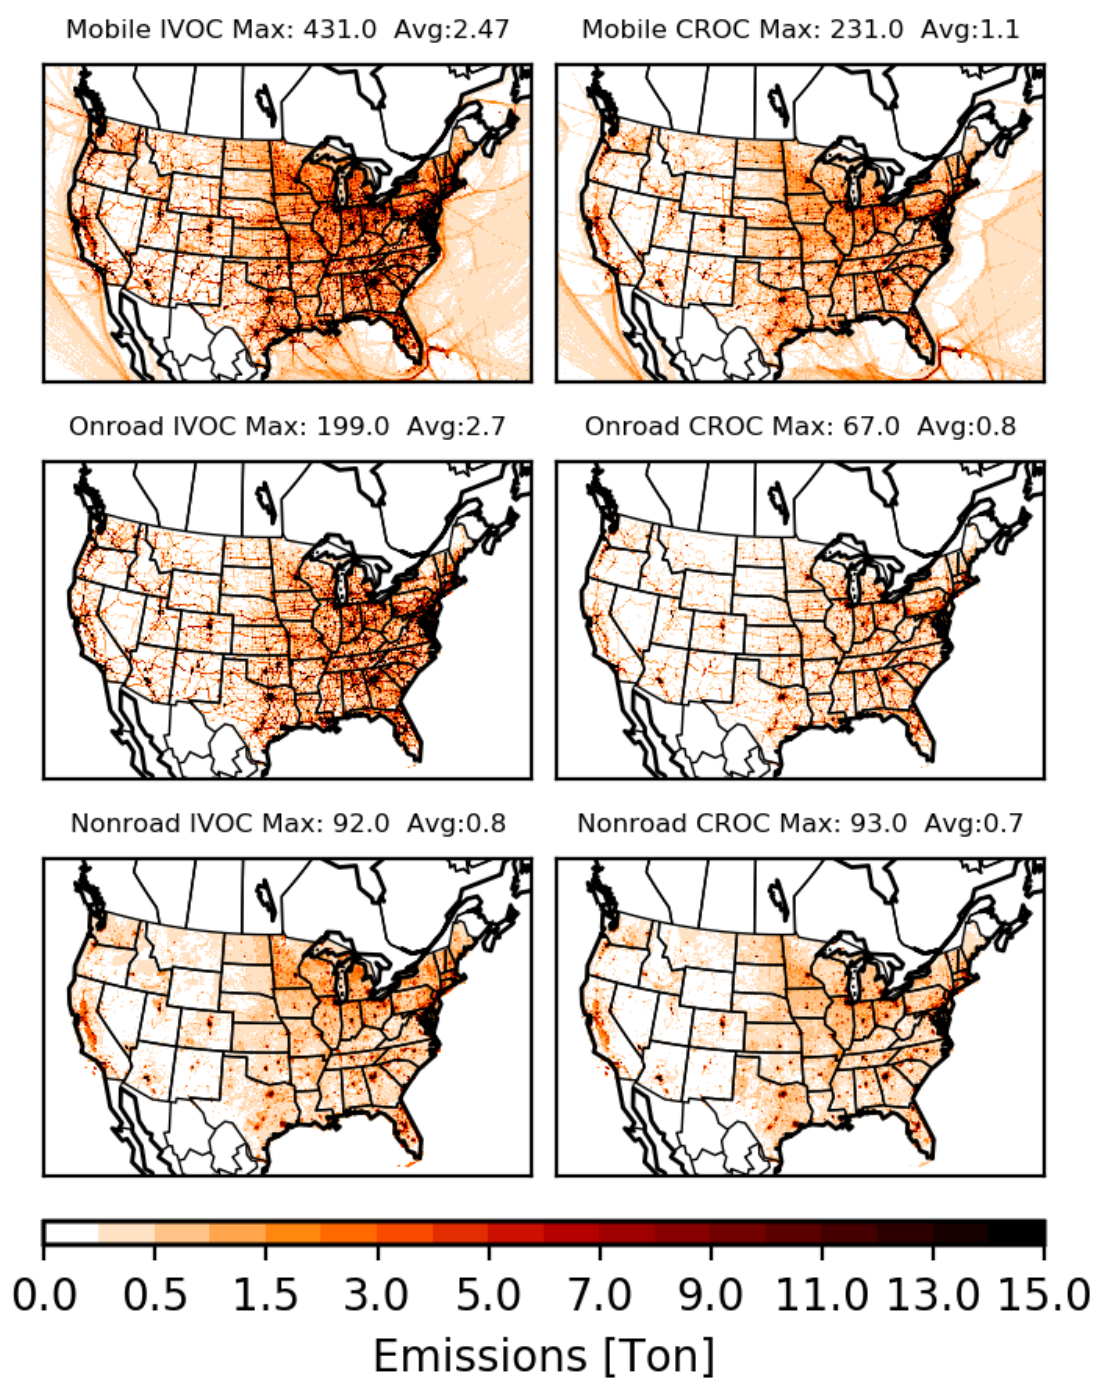 Mobile IVOC Max: 431.0 Avg:2.47
Mobile CROC Max: 231.0 Avg:1.1
Onroad IVOC Max: 199.0 Avg:2.7
Onroad CROC Max: 67.0 Avg:0.8
Nonroad IVOC Max: 92.0 Avg:0.8
Nonroad CROC Max: 93.0 Avg:0.7
0.0 0.5 1.5 3.0 5.0 7.0 9.0 11.0 13.0 15.0
Emissions [Ton]